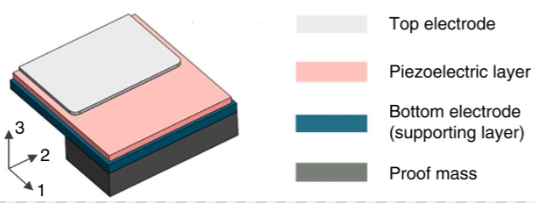 Top electrode
Piezoelectric layer
Bottom electrode
(supporting layer)
Proof mass
3
2
1